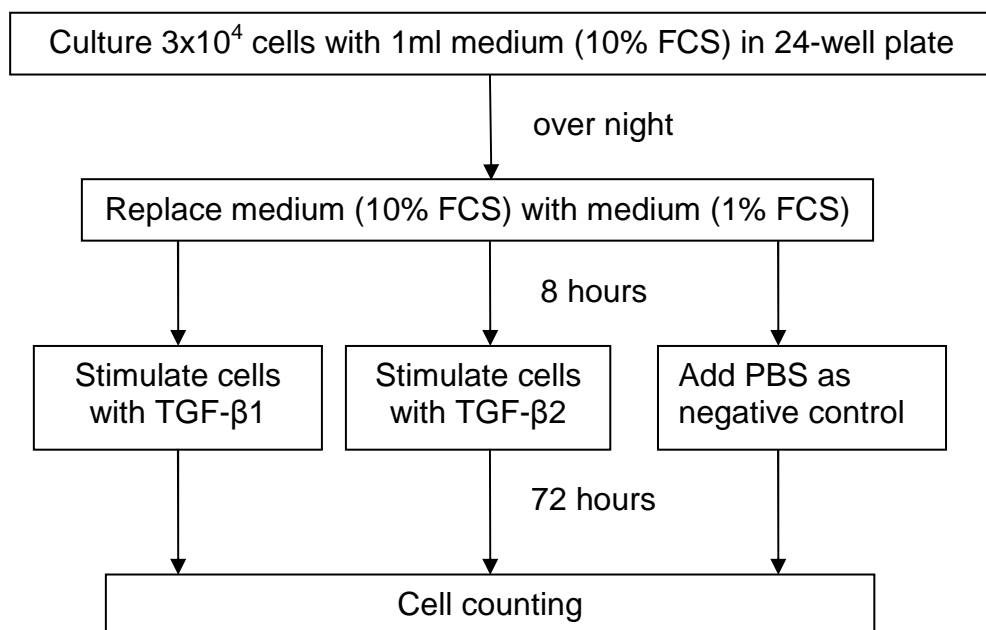 Culture 3x10⁴ cells with 1ml medium (10% FCS) in 24-well plate
over night
Replace medium (10% FCS) with medium (1% FCS)
8 hours
Stimulate cells
with TGF-β1
Stimulate cells
with TGF-β2
Add PBS as
negative control
72 hours
Cell counting